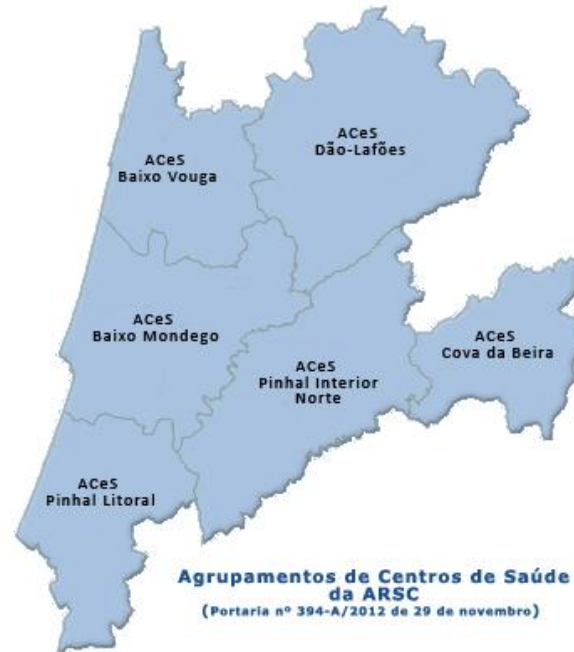 ACeS
Dão-Lafões
ACeS
Baixo Vouga
ACeS
Baixo Mondego
ACeS
Cova da Beira
ACeS
Pinhal Interior
Norte
ACeS
Pinhal Litoral
Agrupamentos de Centros de Saúde
da ARSC
(Portaria nº 394-A/2012 de 29 de novembro)